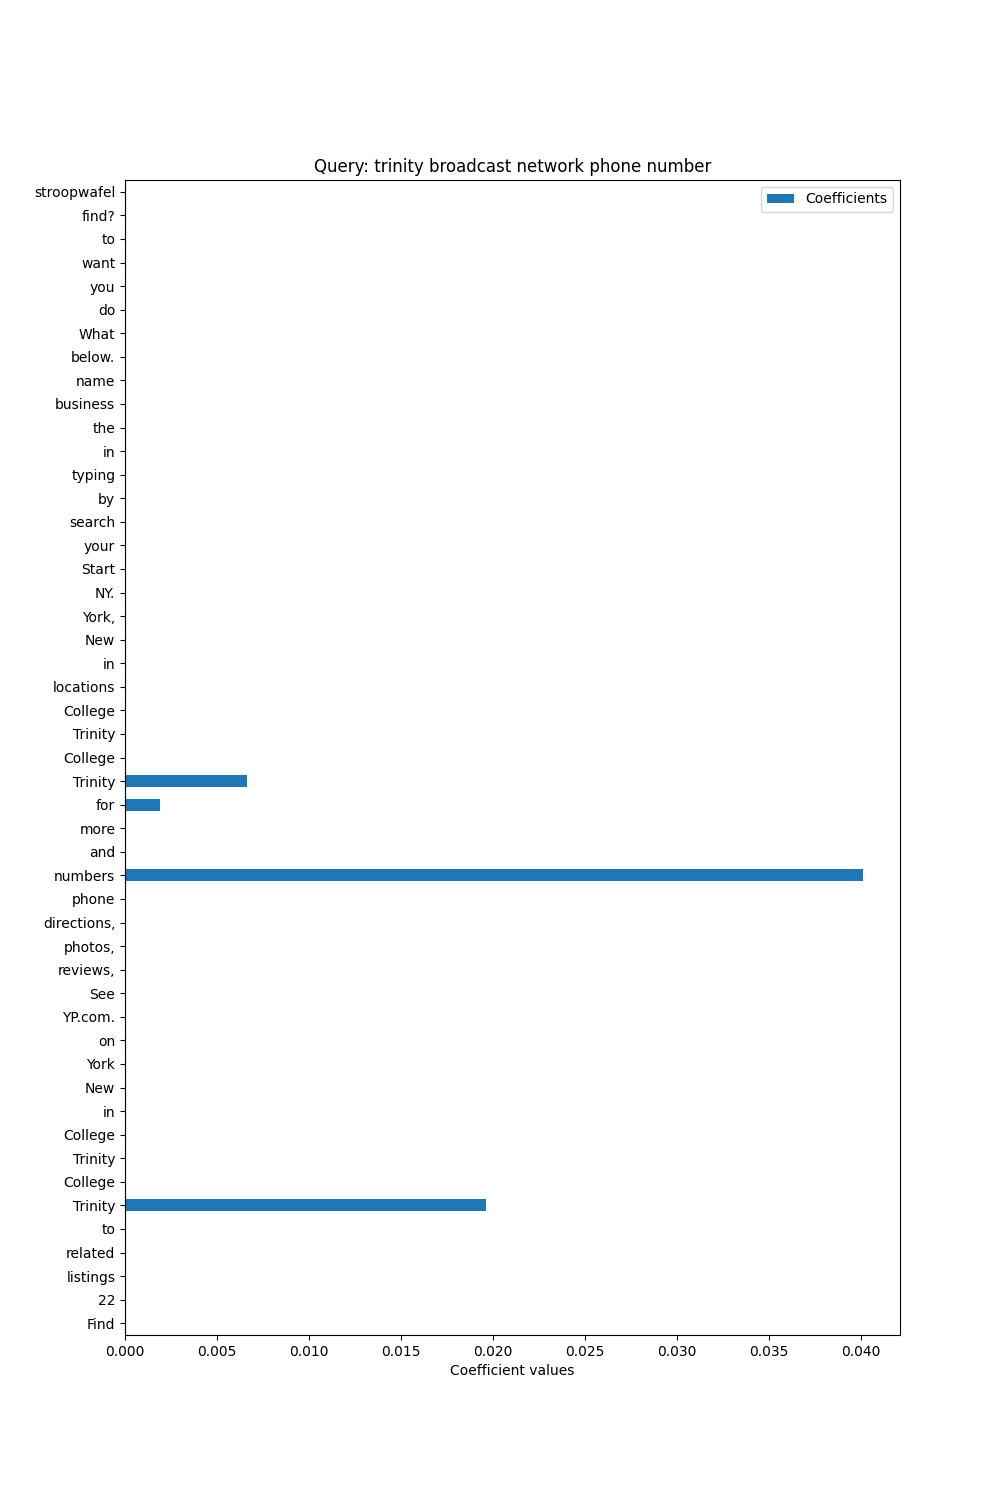 Query: trinity broadcast network phone number
Coefficients
stroopwafel
find?
to
want
you
do
What
below.
name
business
the
in
typing
by
search
your
Start
NY.
York,
New
in
locations
College
Trinity
College
Trinity
for
more
and
numbers
phone
directions,
photos,
reviews,
See
YP.com.
on
York
New
in
College
Trinity
College
Trinity
to
related
listings
22
Find
0.000 0.005 0.010 0.015 0.020 0.025 0.030 0.035 0.040
Coefficient values